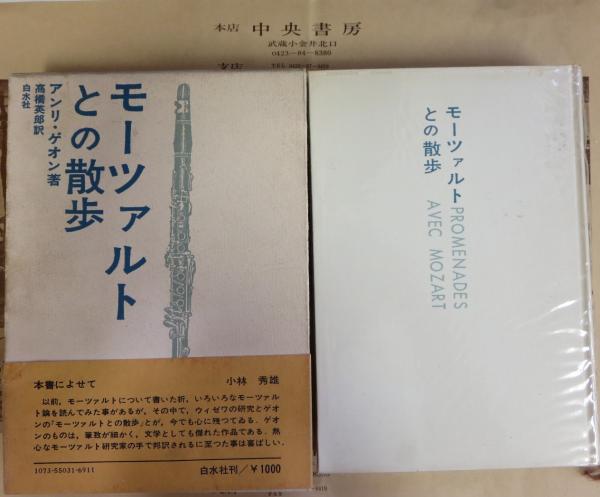 本店 中央書房
武蔵小金井北口
0423-84-8380
支店
モーツァルト
との散歩
アンリ・ゲオン著
高橋英郎訳
白水社
本書によせて 小林 秀雄
以前，モーツァルトについて書いた折，いろいろなモーツァル
ト論を読んでみた事があるが，その中で，ウィゼワの研究とゲオ
ンの「モーツァルトとの散歩」とが，今でも心に残つてゐる．ゲオ
ンのものは，筆致が細かく，文学としても傑れた作品である．熱
心なモーツァルト研究家の手で邦訳されるに至つた事は喜ばしい．
1073-55031-6911 白水社刊/￥1000
モーツァルト
との散歩
PROMENADES
AVEC MOZART